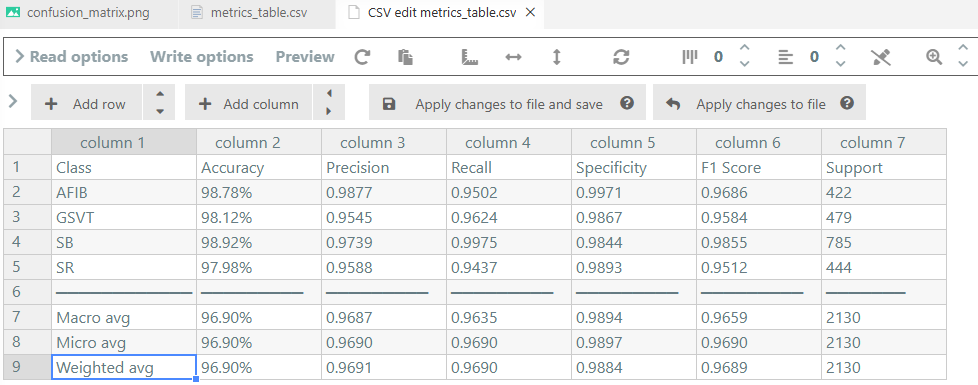 confusion_matrix.png metrics_table.csv CSV edit metrics_table.csv
Read options Write options Preview 0 0
Add row Add column Apply changes to file and save Apply changes to file
column 1 column 2 column 3 column 4 column 5 column 6 column 7
1 Class Accuracy Precision Recall Specificity F1 Score Support
2 AFIB 98.78% 0.9877 0.9502 0.9971 0.9686 422
3 GSVT 98.12% 0.9545 0.9624 0.9867 0.9584 479
4 SB 98.92% 0.9739 0.9975 0.9844 0.9855 785
5 SR 97.98% 0.9588 0.9437 0.9893 0.9512 444
6  —————————— ———————— ———————— ———————— ———————— ———————— ——————
7 Macro avg 96.90% 0.9687 0.9635 0.9894 0.9659 2130
8 Micro avg 96.90% 0.9690 0.9690 0.9897 0.9690 2130
9 Weighted avg 96.90% 0.9691 0.9690 0.9884 0.9689 2130